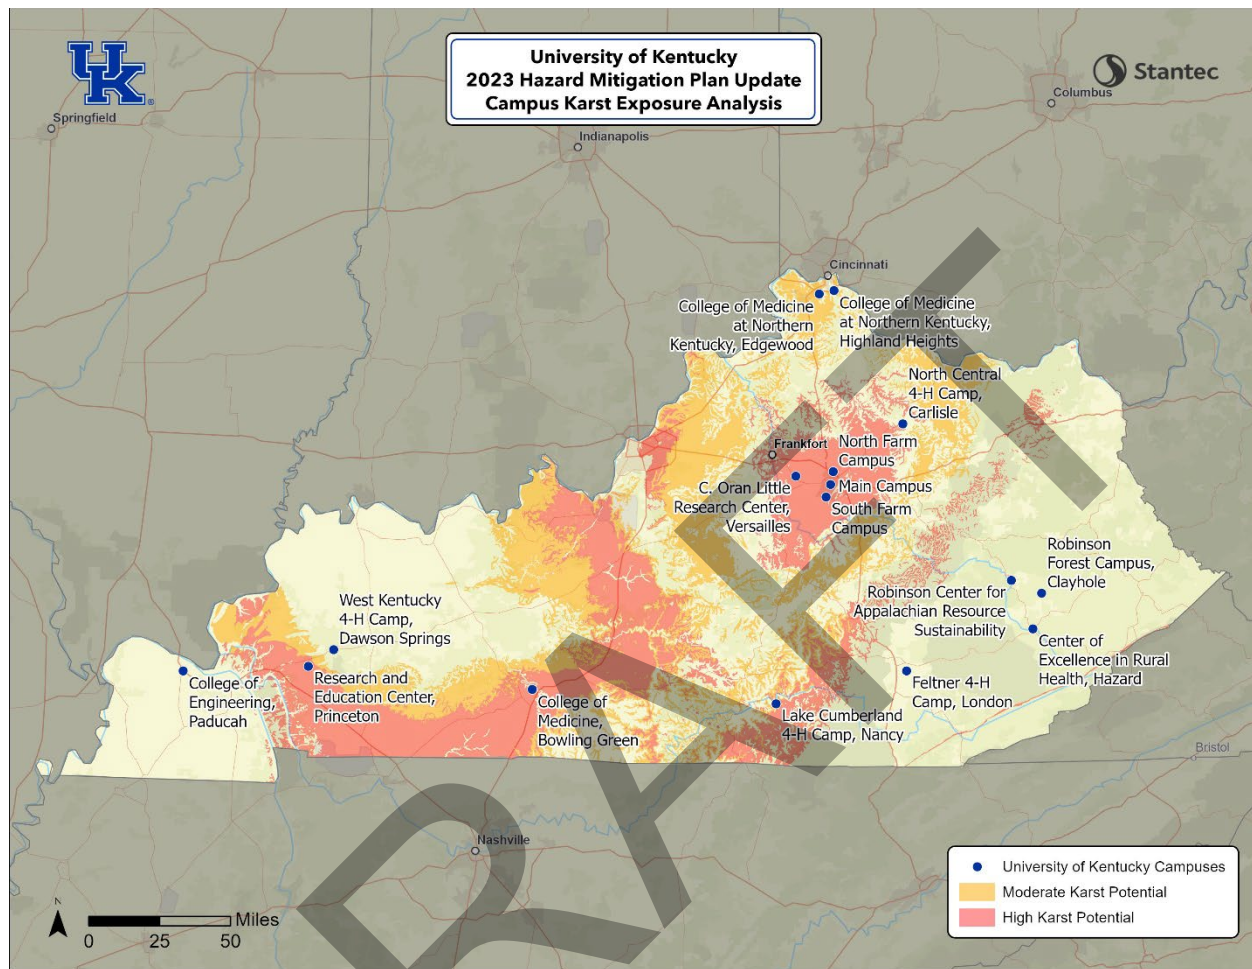 University of Kentucky
2023 Hazard Mitigation Plan Update
Campus Karst Exposure Analysis
UK
Stantec
Springfield
Columbus
Indianapolis
Cincinnati
College of Medicine
at Northern
Kentucky, Edgewood
College of Medicine
at Northern Kentucky,
Highland Heights
North Central
4-H Camp,
Carlisle
Frankfort
North Farm
Campus
C. Oran Little
Research Center,
Versailles
Main Campus
South Farm
Campus
Robinson
Forest Campus,
Clayhole
Robinson Center for
Appalachian Resource
Sustainability
West Kentucky
4-H Camp,
Dawson Springs
Center of
Excellence in Rural
Health, Hazard
College of
Engineering,
Paducah
Research and
Education Center,
Princeton
College of
Medicine,
Bowling Green
Lake Cumberland
4-H Camp, Nancy
Feltner 4-H
Camp, London
Bristol
Nashville
DRAFT
University of Kentucky Campuses
Moderate Karst Potential
High Karst Potential
N
Miles
0 25 50